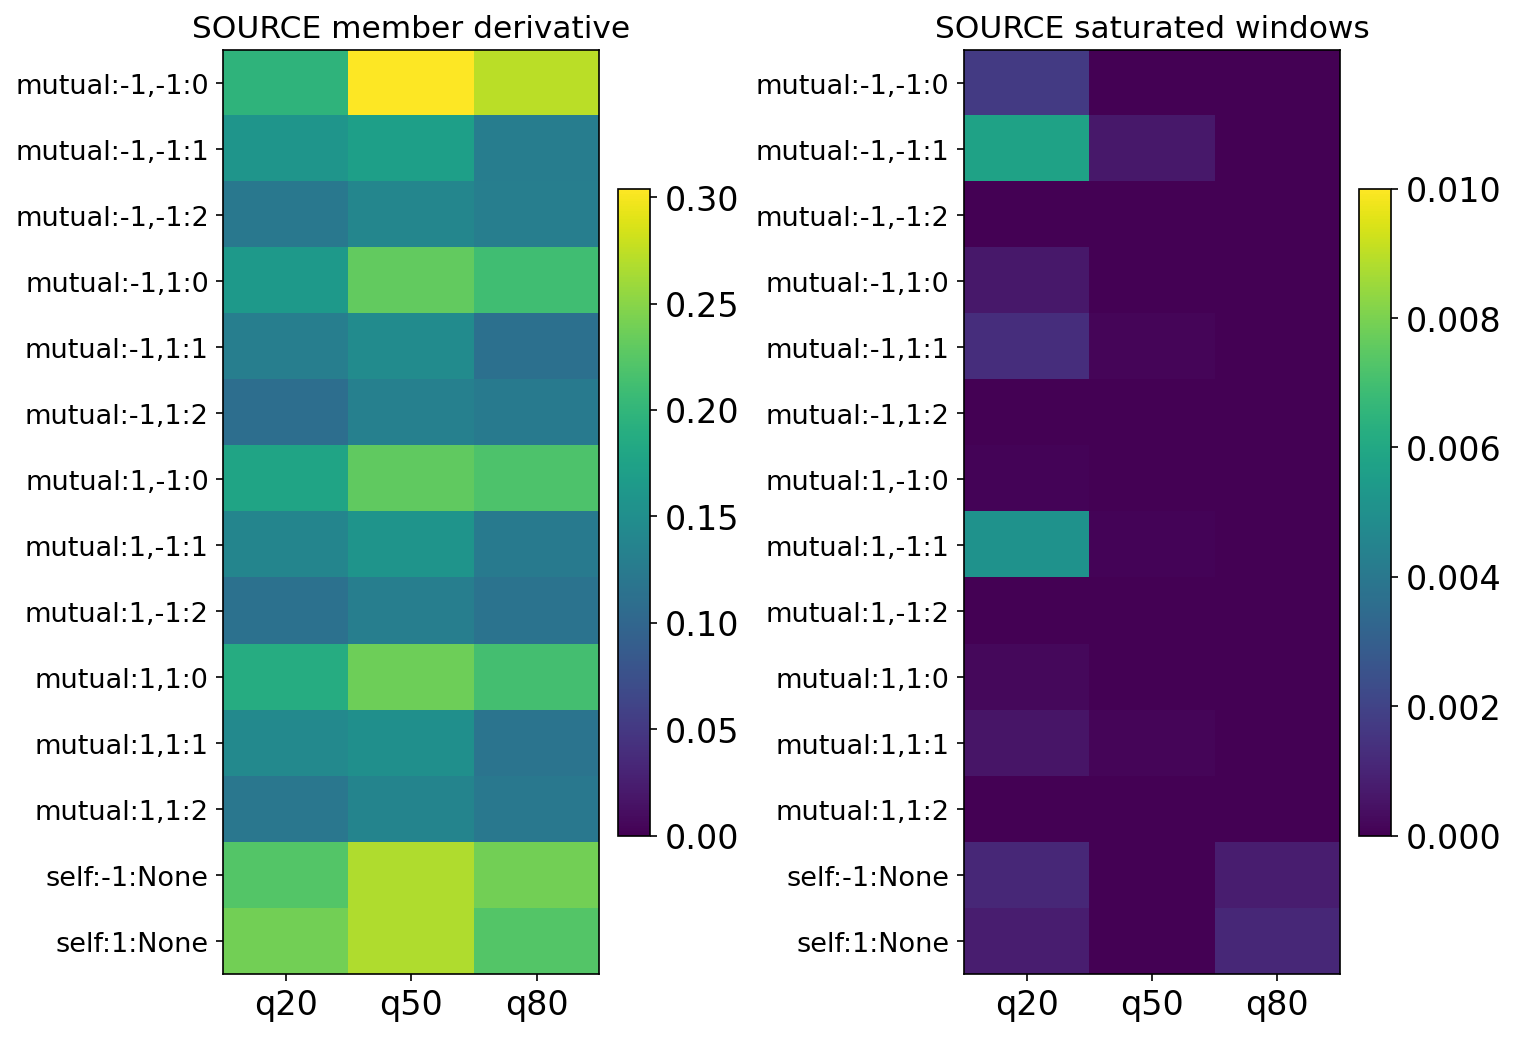 SOURCE member derivative
mutual:-1,-1:0
mutual:-1,-1:1
mutual:-1,-1:2
mutual:-1,1:0
mutual:-1,1:1
mutual:-1,1:2
mutual:1,-1:0
mutual:1,-1:1
mutual:1,-1:2
mutual:1,1:0
mutual:1,1:1
mutual:1,1:2
self:-1:None
self:1:None
q20 q50 q80
0.30
0.25
0.20
0.15
0.10
0.05
0.00
SOURCE saturated windows
mutual:-1,-1:0
mutual:-1,-1:1
mutual:-1,-1:2
mutual:-1,1:0
mutual:-1,1:1
mutual:-1,1:2
mutual:1,-1:0
mutual:1,-1:1
mutual:1,-1:2
mutual:1,1:0
mutual:1,1:1
mutual:1,1:2
self:-1:None
self:1:None
q20 q50 q80
0.010
0.008
0.006
0.004
0.002
0.000